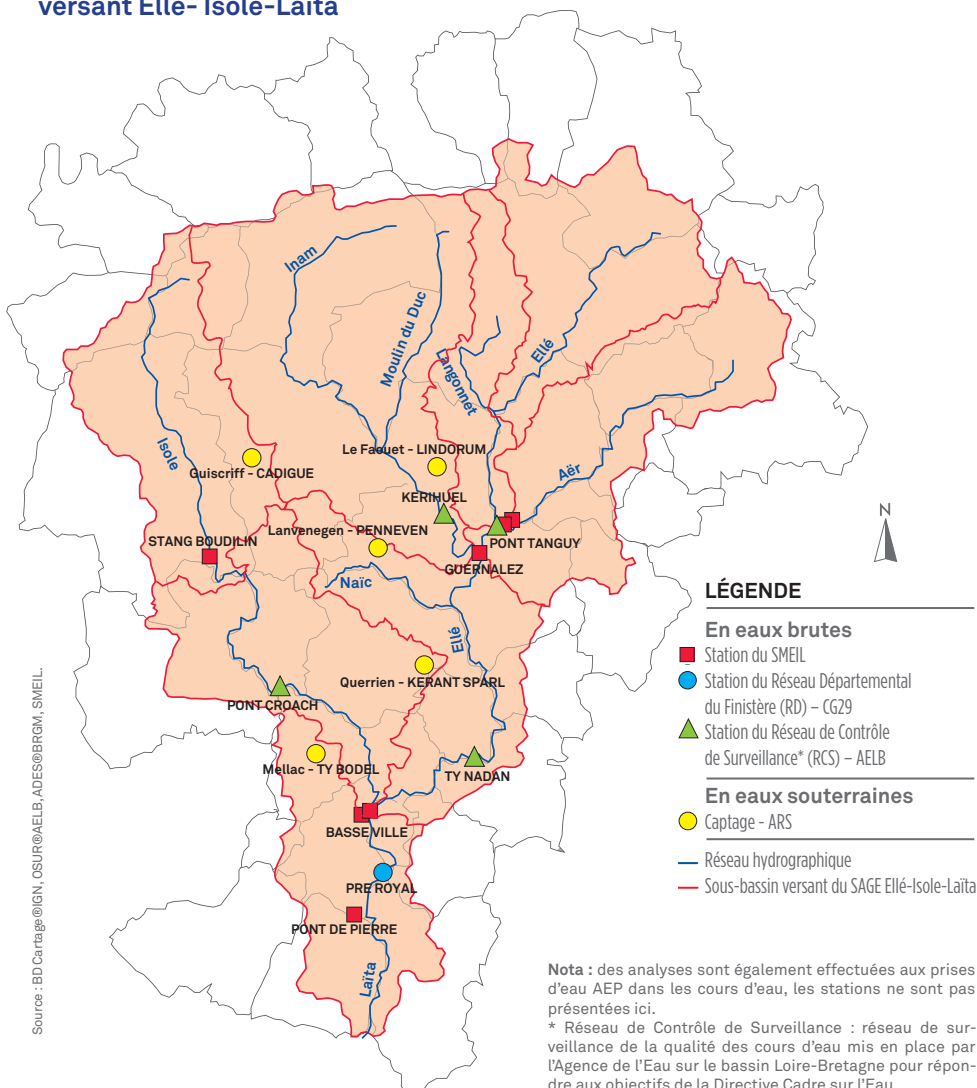 versant Ellé- Isole-Laïta
Inam
Moulin du Duc
Langonnet
Ellé
Isole
Aër
Le Faouet - LINDORUM
Guiscriff - CADIGUE
KERIHUEL
Lanvenegen - PENNEVEN
STANG BOUDILIN
PONT TANGUY
GUERNALEZ
Naïc
Ellé
Querrien - KERANT SPARL
PONT CROACH
Mellac - TY BODEL
TY NADAN
BASSE VILLE
PRE ROYAL
PONT DE PIERRE
Laïta
N
LÉGENDE
En eaux brutes
Station du SMEIL
Station du Réseau Départemental
du Finistère (RD) – CG29
Station du Réseau de Contrôle
de Surveillance* (RCS) – AELB
En eaux souterraines
Captage - ARS
Réseau hydrographique
Sous-bassin versant du SAGE Ellé-Isole-Laïta
Nota : des analyses sont également effectuées aux prises
d'eau AEP dans les cours d'eau, les stations ne sont pas
présentées ici.
* Réseau de Contrôle de Surveillance : réseau de sur-
veillance de la qualité des cours d'eau mis en place par
l'Agence de l'Eau sur le bassin Loire-Bretagne pour répon-
dre aux objectifs de la Directive Cadre sur l'Eau
Source : BD Cartage®IGN, OSUR®AELB, ADES®BRGM, SMEIL.